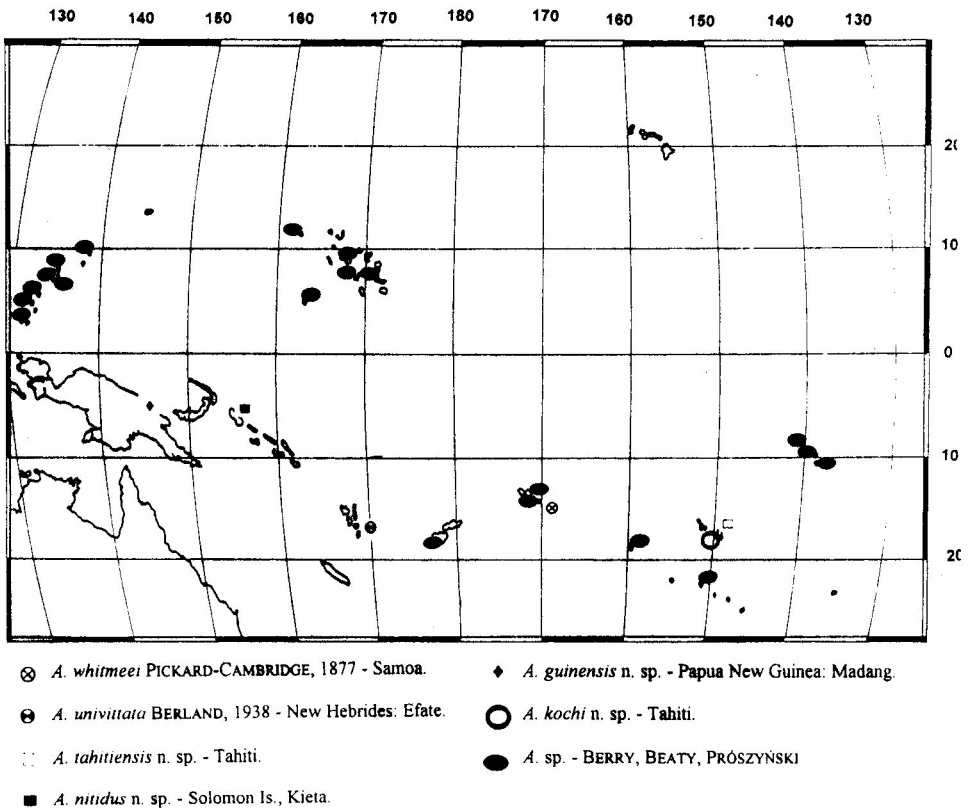 130 140 150 160 170 180 170 160 150 140 130
20
10
0
10
20
A. whitmeei PICKARD-CAMBRIDGE, 1877 - Samoa.
A. univittata BERLAND, 1938 - New Hebrides: Efate.
A. tahitiensis n. sp. - Tahiti.
A. nitidus n. sp. - Solomon Is., Kieta.
A. guinensis n. sp. - Papua New Guinea: Madang.
A. kochi n. sp. - Tahiti.
A. sp. - BERRY, BEATY, PRÓSZYŃSKI